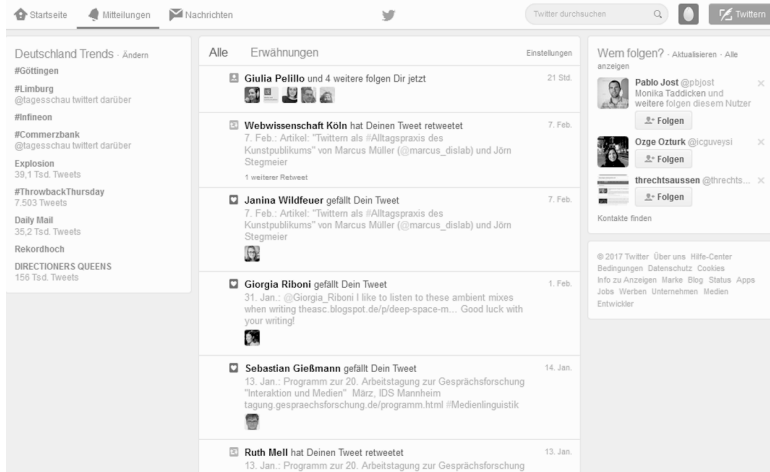 Startseite Mitteilungen Nachrichten Twitter durchsuchen Twittern
Deutschland Trends · Ändern
#Göttingen
#Limburg
@tagesschau twittert darüber
#Infineon
#Commerzbank
@tagesschau twittert darüber
Explosion
39,1 Tsd. Tweets
#ThrowbackThursday
7.503 Tweets
Daily Mail
35,2 Tsd. Tweets
Rekordhoch
DIRECTIONERS QUEENS
156 Tsd. Tweets
Alle Erwähnungen Einstellungen
Giulia Pelillo und 4 weitere folgen Dir jetzt 21 Std.
Webwissenschaft Köln hat Deinen Tweet retweetet 7. Feb.
7. Feb.: Artikel: "Twittern als #Alltagspraxis des
Kunstpublikums" von Marcus Müller (@marcus_dislab) und Jörn
Stegmeier
1 weiterer Retweet
Janina Wildfeuer gefällt Dein Tweet 7. Feb.
7. Feb.: Artikel: "Twittern als #Alltagspraxis des
Kunstpublikums" von Marcus Müller (@marcus_dislab) und Jörn
Stegmeier
Giorgia Riboni gefällt Dein Tweet 1. Feb.
31. Jan.: @Giorgia_Riboni I like to listen to these ambient mixes
when writing theasc.blogspot.de/p/deep-space-m... Good luck with
your writing!
Sebastian Gießmann gefällt Dein Tweet 14. Jan.
13. Jan.: Programm zur 20. Arbeitstagung zur Gesprächsforschung
"Interaktion und Medien" März, IDS Mannheim
tagung.gespraechsforschung.de/programm.html #Medienlinguistik
Ruth Mell hat Deinen Tweet retweetet 13. Jan.
13. Jan.: Programm zur 20. Arbeitstagung zur Gesprächsforschung
Wem folgen? · Aktualisieren · Alle
anzeigen
Pablo Jost @pbjost
Monika Taddicken und
weitere folgen diesem Nutzer
Folgen
Ozge Ozturk @icguveysi
Folgen
threchtsaussen @threchts...
Folgen
Kontakte finden
© 2017 Twitter Über uns Hilfe-Center
Bedingungen Datenschutz Cookies
Info zu Anzeigen Marke Blog Status Apps
Jobs Werben Unternehmen Medien
Entwickler